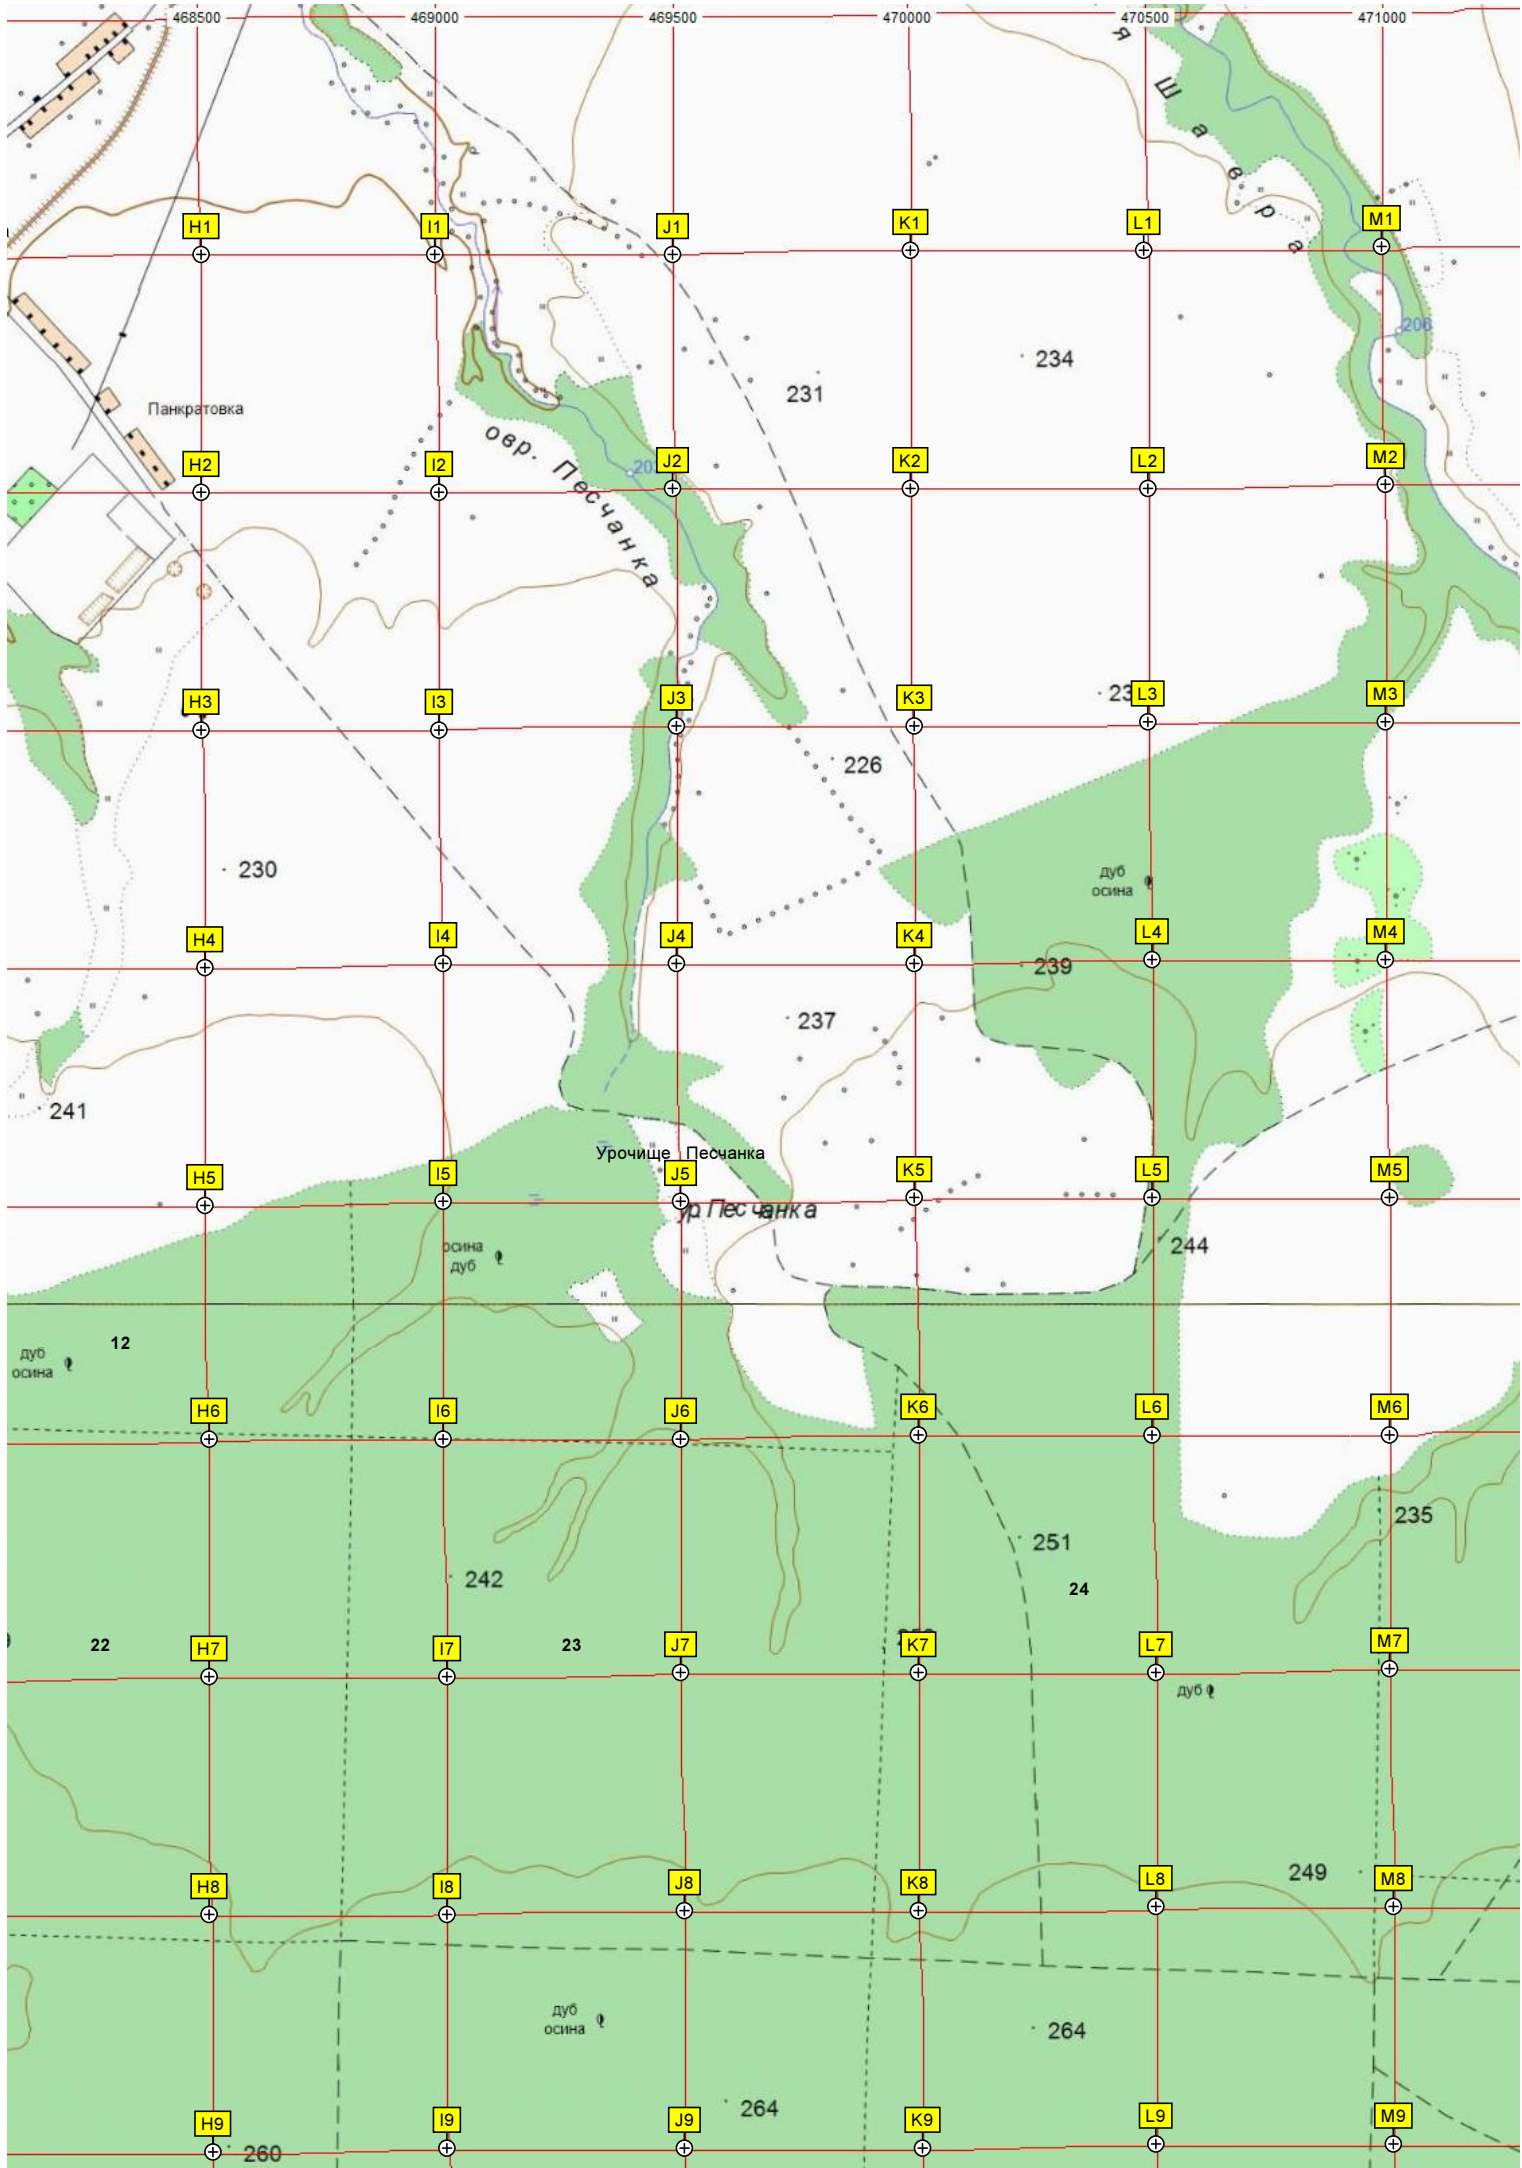 468500 469000 469500 470000 470500 471000
я Шавра
H1 I1 J1 K1 L1 M1
206
234
231
Панкратовка
овр. Песчанка
H2 I2 J2 K2 L2 M2
H3 I3 J3 K3 L3 M3
226
230
дуб
осина
H4 I4 J4 K4 L4 M4
239
237
241
Урочище Песчанка
H5 I5 J5 K5 L5 M5
ур. Песчанка
244
осина
дуб
12
дуб
осина
H6 I6 J6 K6 L6 M6
235
251
242
24
22
23
H7 I7 J7 K7 L7 M7
дуб
249
H8 I8 J8 K8 L8 M8
дуб
осина
264
264
H9 I9 J9 K9 L9 M9
260